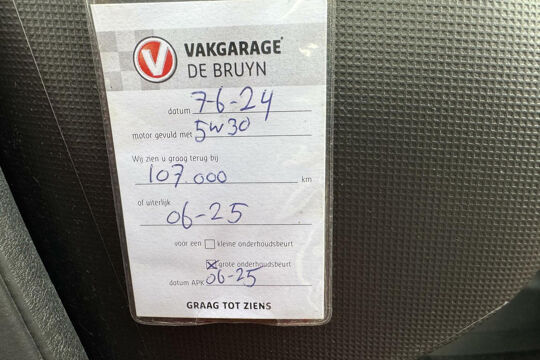 V VAKGARAGE
DE BRUYN
datum 7-6-24
motor gevuld met 5W30
Wij zien u graag terug bij
107.000 km
of uiterlijk
06-25
voor een kleine onderhoudsbeurt
grote onderhoudsbeurt
datum APK 06-25
GRAAG TOT ZIENS